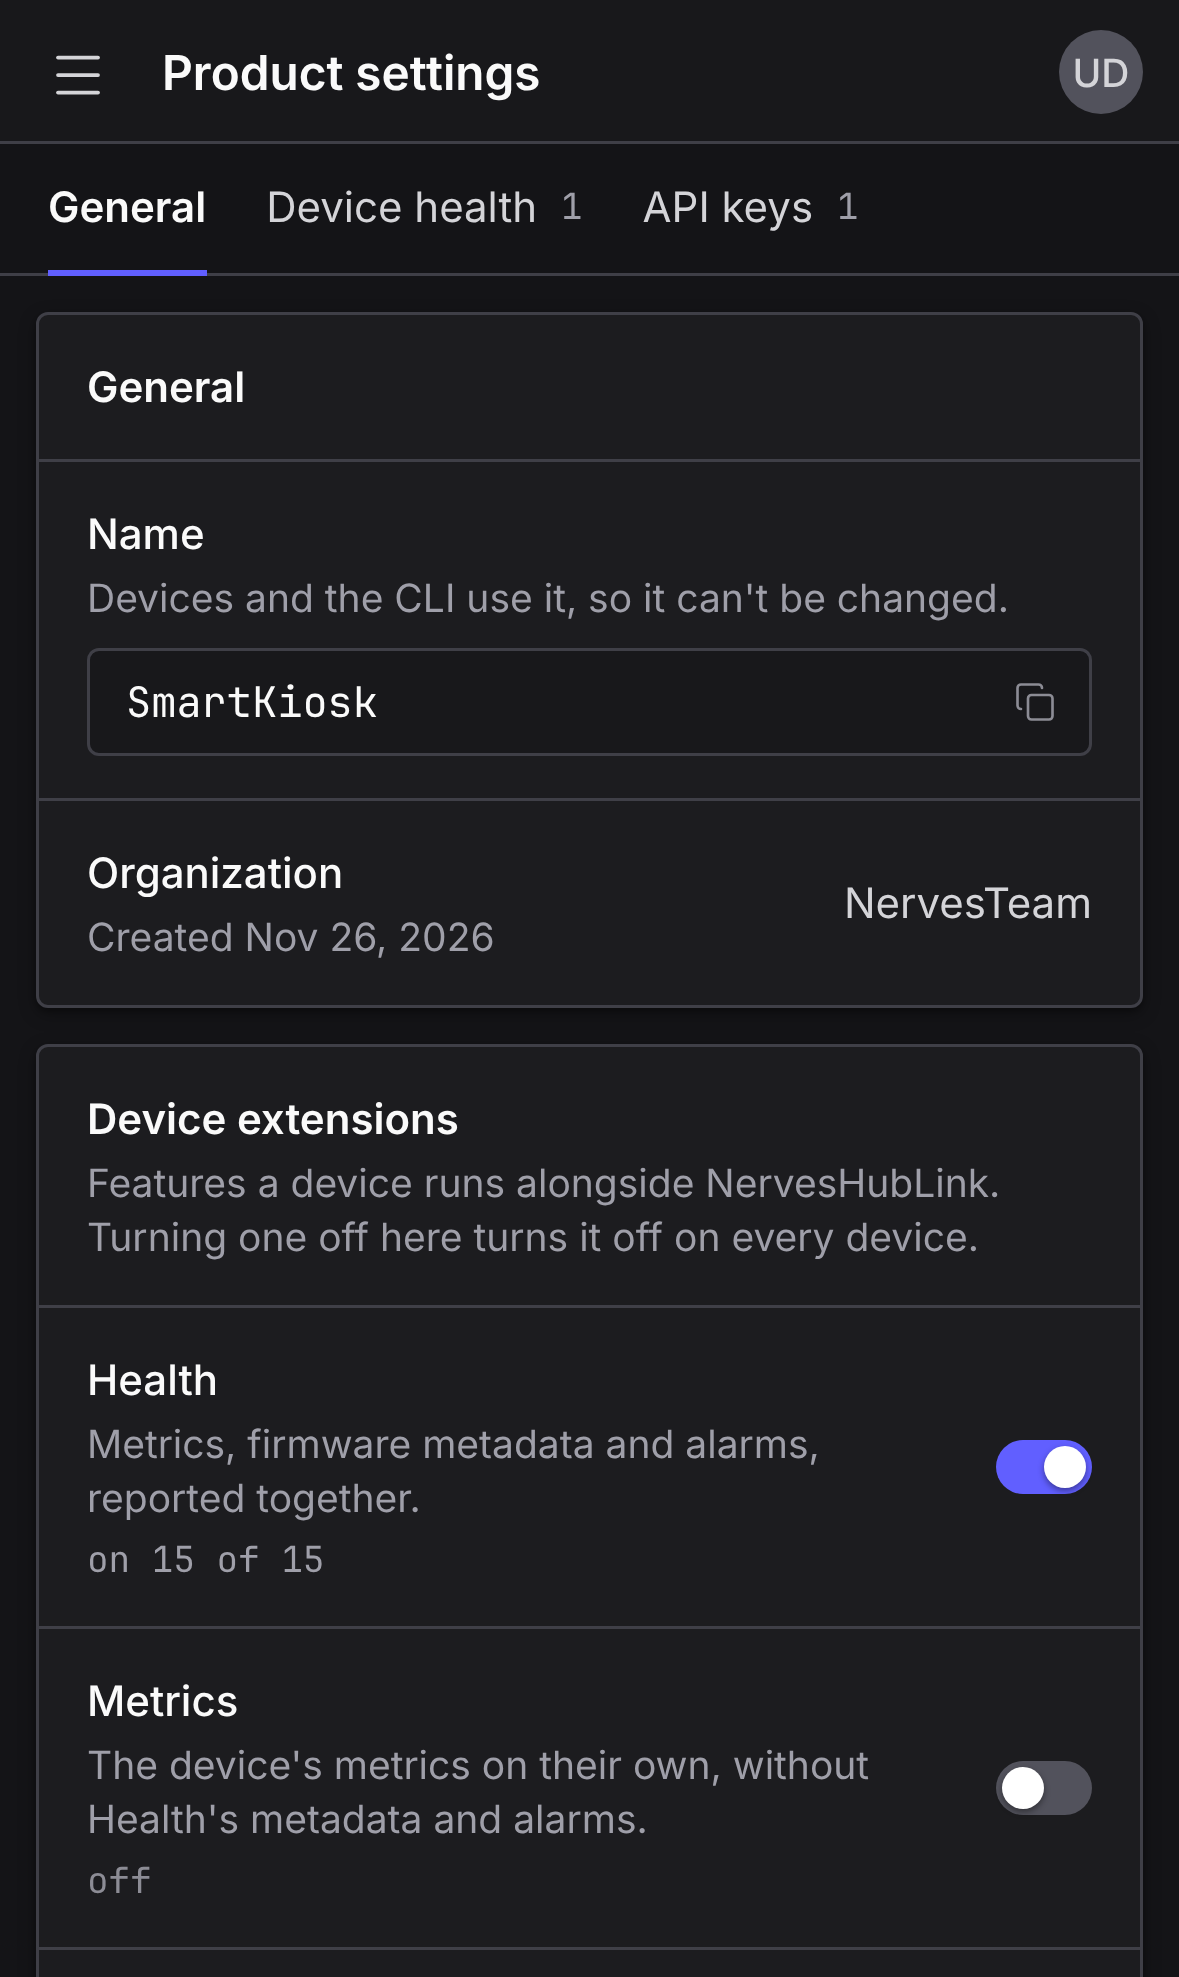 Product settings
UD
General
Device health 1
API keys 1
General
Name
Devices and the CLI use it, so it can't be changed.
SmartKiosk
Organization
Created Nov 26, 2026
NervesTeam
Device extensions
Features a device runs alongside NervesHubLink.
Turning one off here turns it off on every device.
Health
Metrics, firmware metadata and alarms,
reported together.
on 15 of 15
Metrics
The device's metrics on their own, without
Health's metadata and alarms.
off